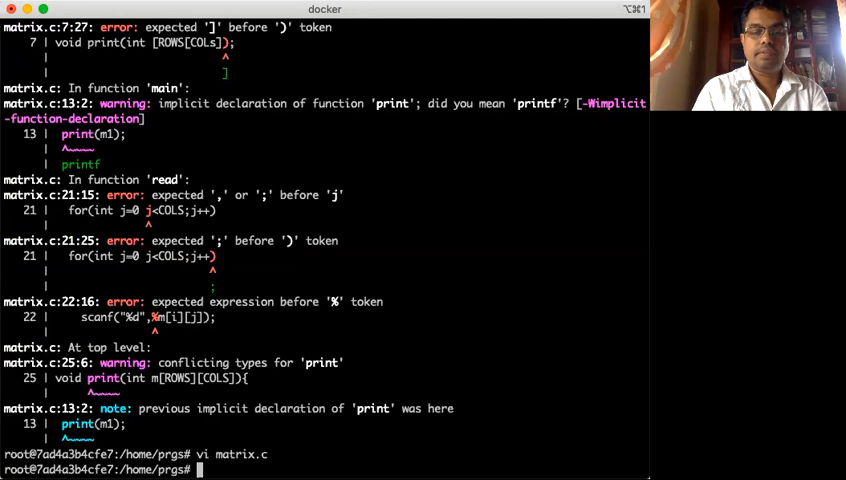 docker
⌥⌘1
matrix.c:7:27: error: expected ']' before ')' token
7 | void print(int [ROWS[COLs]);
| ^
| ]
matrix.c: In function 'main':
matrix.c:13:2: warning: implicit declaration of function 'print'; did you mean 'printf'? [-Wimplicit
-function-declaration]
13 | print(m1);
| ^~~~~
| printf
matrix.c: In function 'read':
matrix.c:21:15: error: expected ',' or ';' before 'j'
21 | for(int j=0 j<COLS;j++)
| ^
matrix.c:21:25: error: expected ';' before ')' token
21 | for(int j=0 j<COLS;j++)
| ^
| ;
matrix.c:22:16: error: expected expression before '%' token
22 | scanf("%d",%m[i][j]);
| ^
matrix.c: At top level:
matrix.c:25:6: warning: conflicting types for 'print'
25 | void print(int m[ROWS][COLS]){
| ^~~~~
matrix.c:13:2: note: previous implicit declaration of 'print' was here
13 | print(m1);
| ^~~~~
root@7ad4a3b4cfe7:/home/prgs# vi matrix.c
root@7ad4a3b4cfe7:/home/prgs#